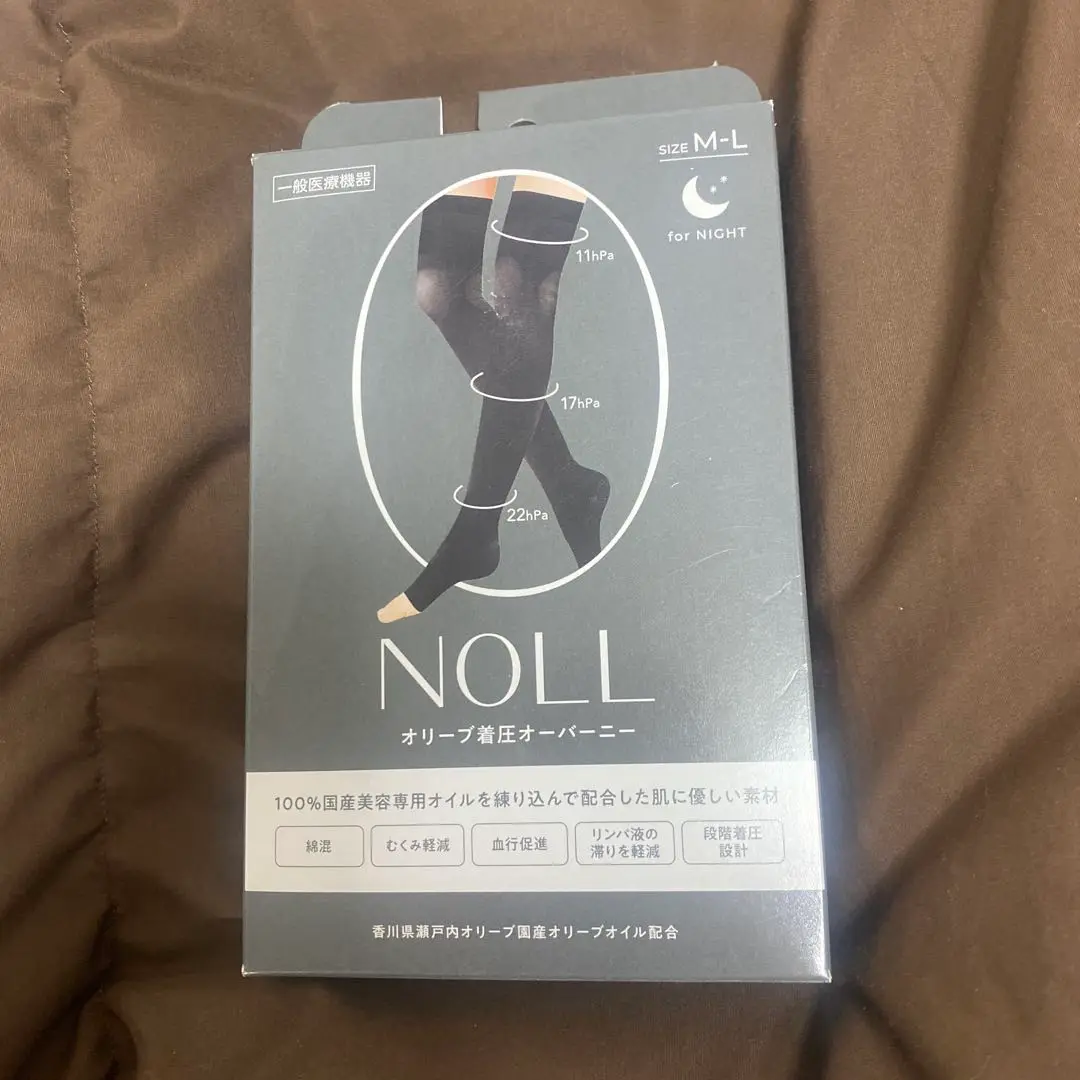 一般医療機器
SIZE M-L
for NIGHT
11hPa
17hPa
22hPa
NOLL
オリーブ着圧オーバーニー
100%国産美容専用オイルを練り込んで配合した肌に優しい素材
綿混
むくみ軽減
血行促進
リンパ液の
滞りを軽減
段階着圧
設計
香川県瀬戸内オリーブ園産オリーブオイル配合